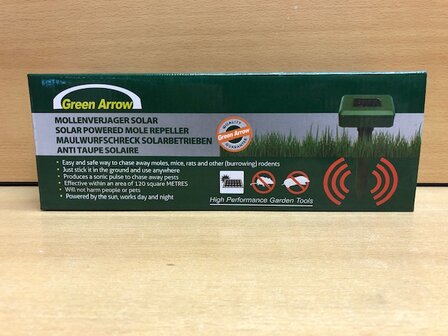 Green Arrow
MOLLENVERJAGER SOLAR
SOLAR POWERED MOLE REPELLER
MAULWURFSCHRECK SOLARBETRIEBEN
ANTI TAUPE SOLAIRE
QUALITY
GUARANTEE
• Easy and safe way to chase away moles, mice, rats and other (burrowing) rodents
• Just stick it in the ground and use anywhere
• Produces a sonic pulse to chase away pests
• Effective within an area of 120 square METRES
• Will not harm people or pets
• Powered by the sun, works day and night
High Performance Garden Tools